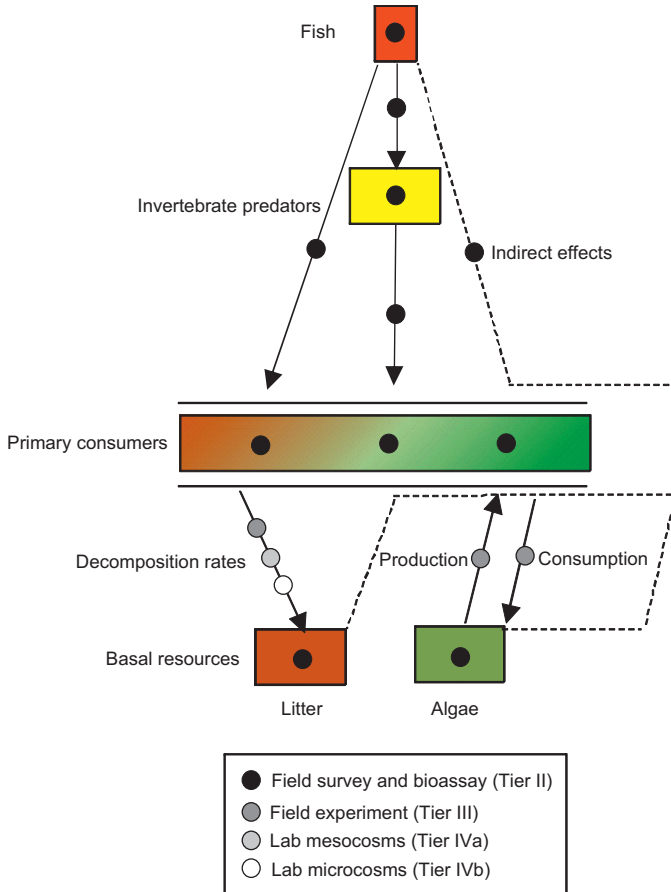 Fish
Invertebrate predators
Indirect effects
Primary consumers
Decomposition rates
Production
Consumption
Basal resources
Litter
Algae
Field survey and bioassay (Tier II)
Field experiment (Tier III)
Lab mesocosms (Tier IVa)
Lab microcosms (Tier IVb)